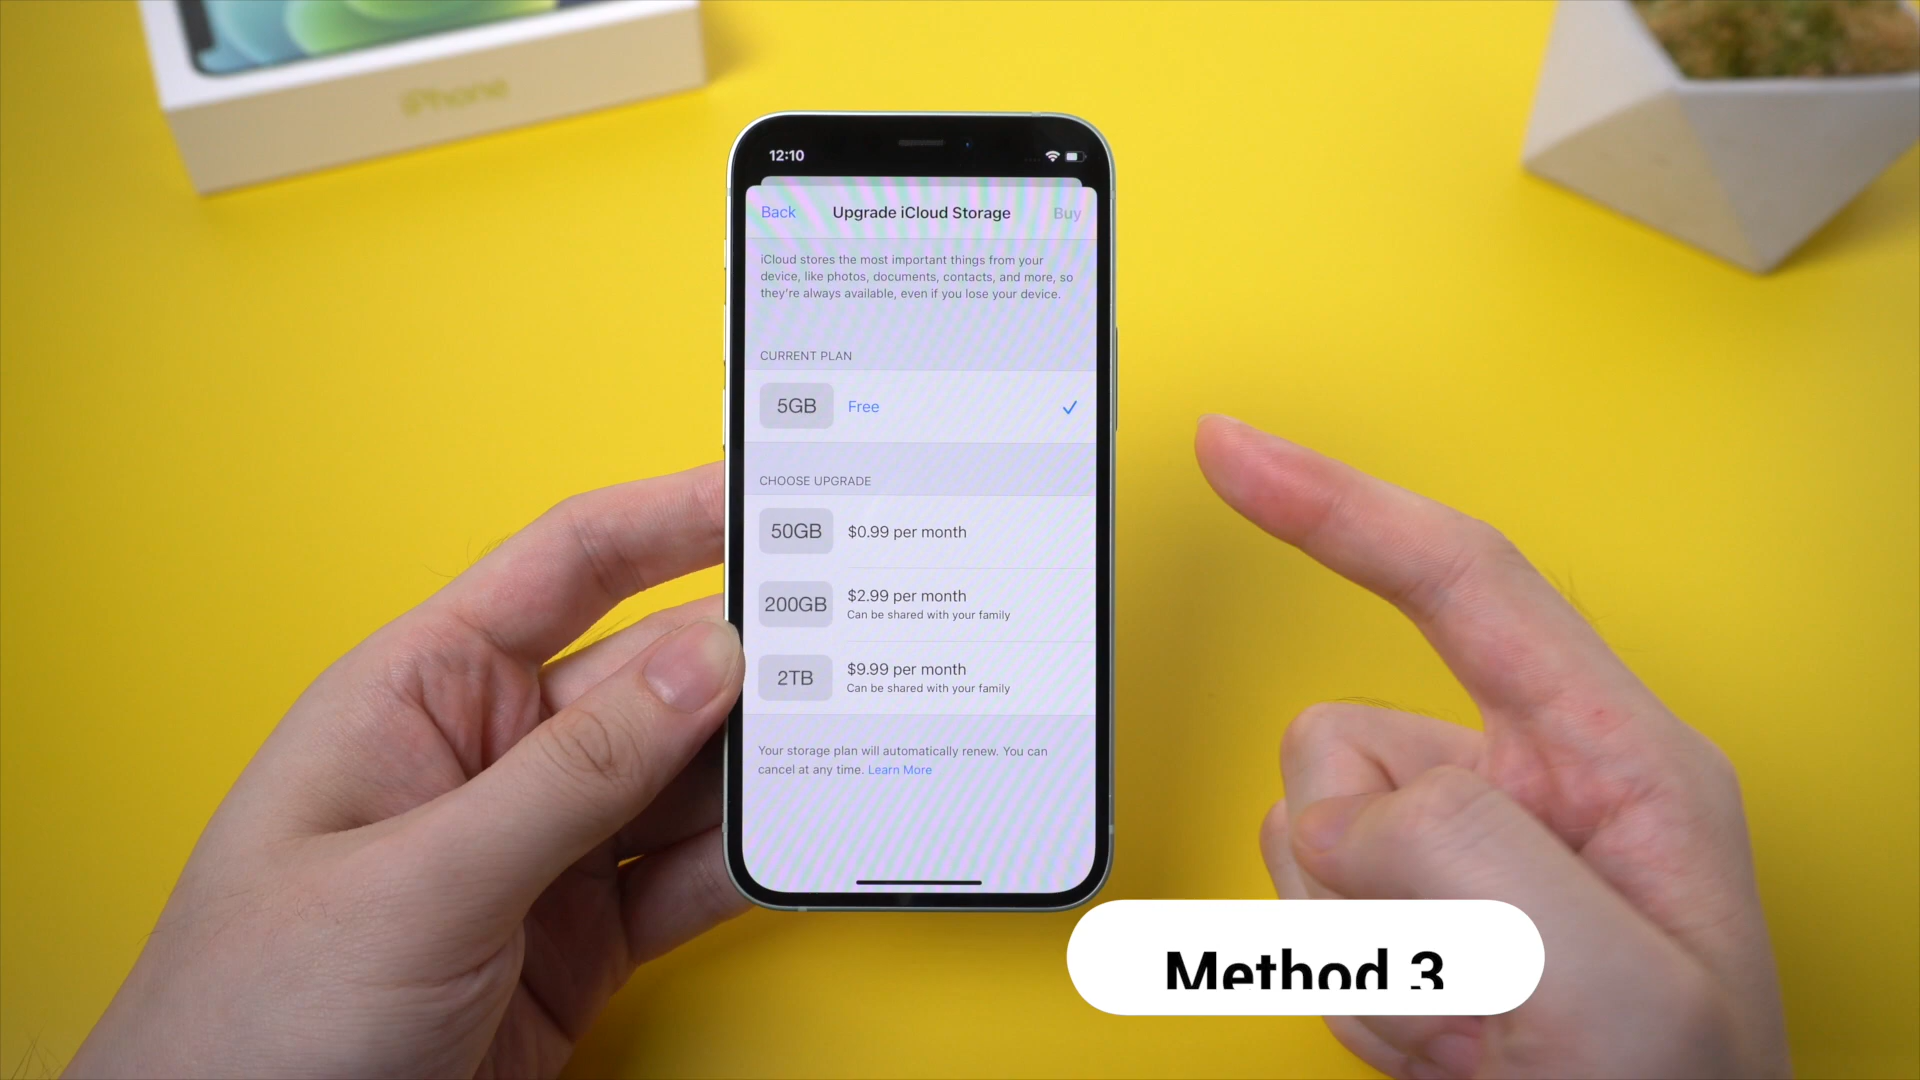 iPhone
12:10
Back Upgrade iCloud Storage Buy
iCloud stores the most important things from your
device, like photos, documents, contacts, and more, so
they're always available, even if you lose your device.
CURRENT PLAN
5GB Free
CHOOSE UPGRADE
50GB $0.99 per month
200GB $2.99 per month
Can be shared with your family
2TB $9.99 per month
Can be shared with your family
Your storage plan will automatically renew. You can
cancel at any time. Learn More
Method 3